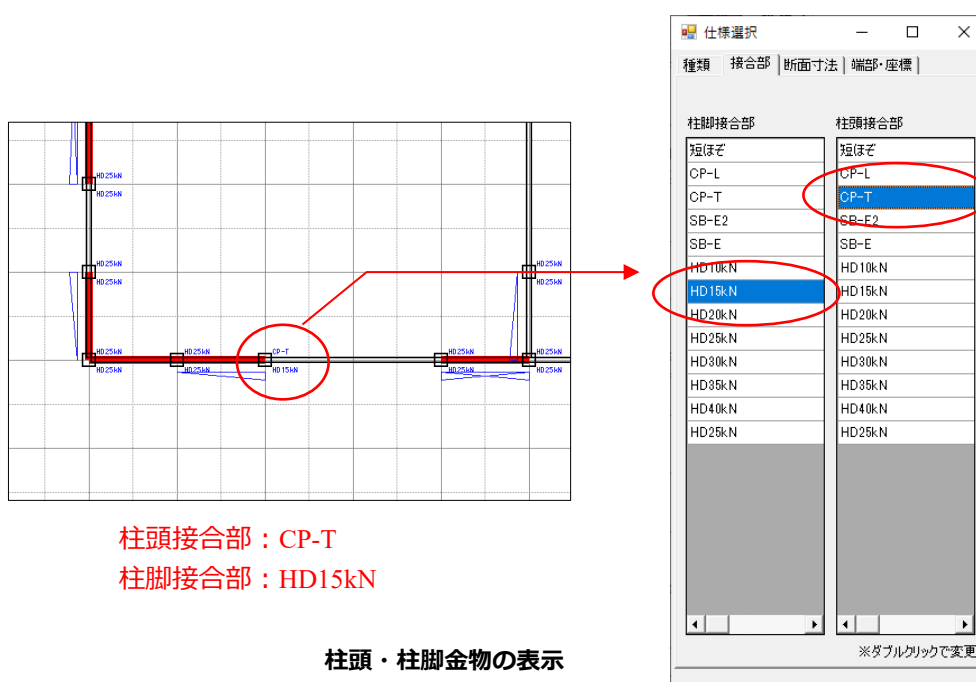 仕様選択
種類 接合部 断面寸法 端部・座標
柱脚接合部 柱頭接合部
短ほぞ 短ほぞ
CP-L CP-L
CP-T CP-T
SB-E2 SB-E2
SB-E SB-E
HD10kN HD10kN
HD15kN HD15kN
HD20kN HD20kN
HD25kN HD25kN
HD30kN HD30kN
HD35kN HD35kN
HD40kN HD40kN
HD25kN HD25kN
※ダブルクリックで変更
HD25kN
HD25kN
HD25kN HD25kN
HD25kN HD25kN
HD25kN HD25kN CP-T HD25kN HD25kN
HD25kN HD25kN HD15kN HD25kN HD25kN
柱頭接合部：CP-T
柱脚接合部：HD15kN
柱頭・柱脚金物の表示